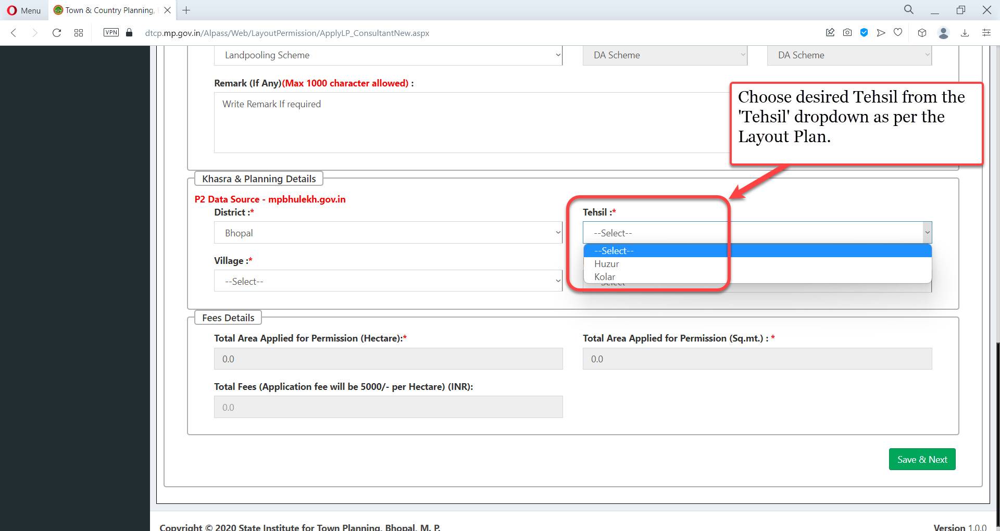 Menu
Town & Country Planning,
VPN
dtcp.mp.gov.in/Alpass/Web/LayoutPermission/ApplyLP_ConsultantNew.aspx
Landpooling Scheme
DA Scheme
DA Scheme
Remark (If Any)(Max 1000 character allowed) :
Write Remark If required
Choose desired Tehsil from the
'Tehsil' dropdown as per the
Layout Plan.
Khasra & Planning Details
P2 Data Source - mpbhulekh.gov.in
District :*
Tehsil :*
Bhopal
--Select--
--Select--
Huzur
Kolar
Village :*
--Select--
Fees Details
Total Area Applied for Permission (Hectare):*
Total Area Applied for Permission (Sq.mt.) : *
0.0
0.0
Total Fees (Application fee will be 5000/- per Hectare) (INR):
0.0
Save & Next
Copyright © 2020 State Institute for Town Planning, Bhopal, M. P.
Version 1.0.0